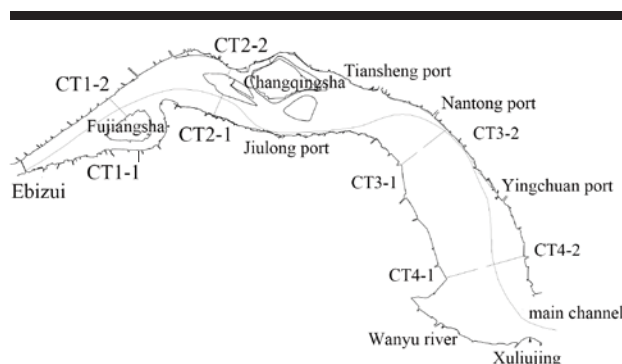 CT2-2
Tiansheng port
CT1-2
Changqingsha
Nantong port
Fujiangsha
CT2-1
CT3-2
Jiulong port
CT1-1
CT3-1
Ebizui
Yingchuan port
CT4-2
CT4-1
main channel
Wanyu river
Xuliujing